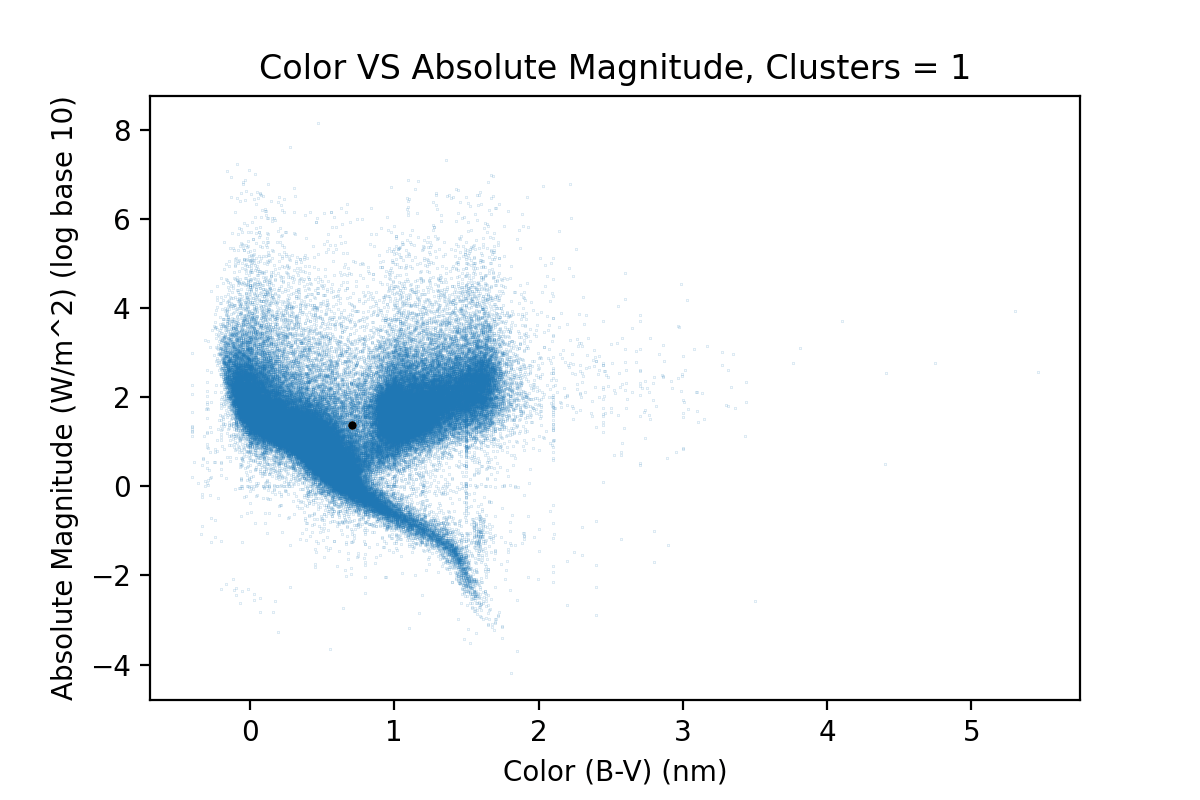 Color VS Absolute Magnitude, Clusters = 1
Absolute Magnitude (W/m^2) (log base 10)
8
6
4
2
0
−2
−4
0 1 2 3 4 5
Color (B-V) (nm)